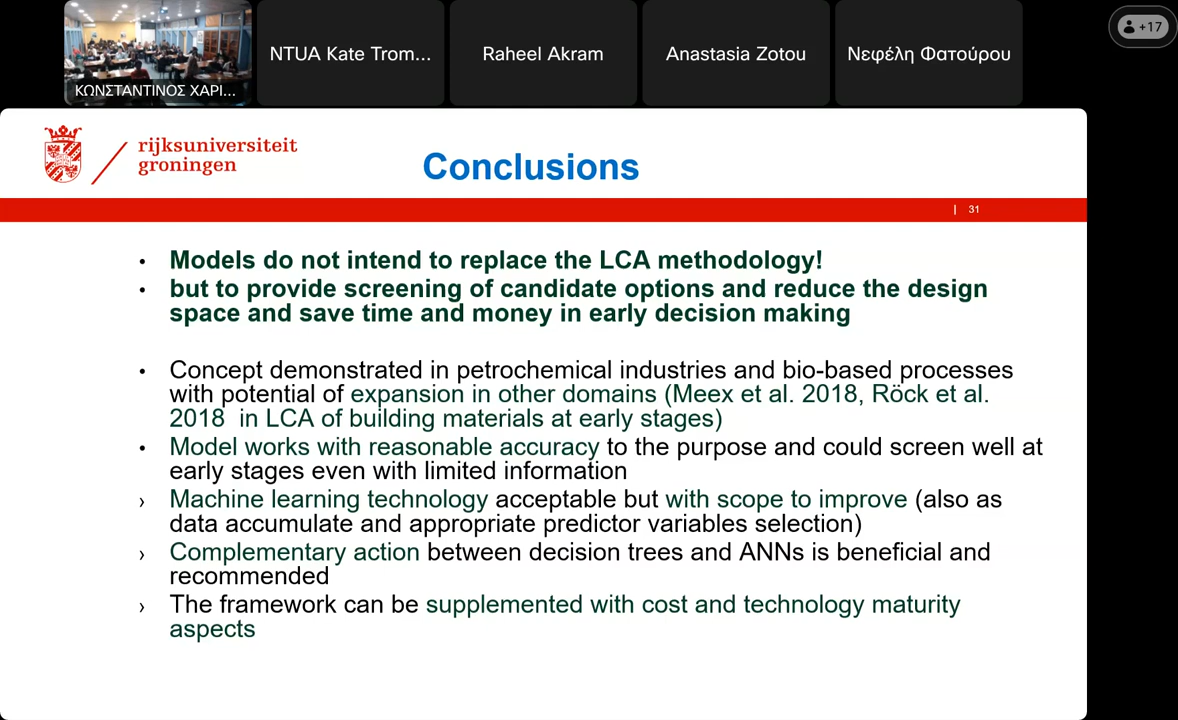 ΚΩΝΣΤΑΝΤΙΝΟΣ ΧΑΡΙ...
NTUA Kate Trom...
Raheel Akram
Anastasia Zotou
Νεφέλη Φατούρου
+17
rijksuniversiteit
groningen
Conclusions
| 31
• Models do not intend to replace the LCA methodology!
• but to provide screening of candidate options and reduce the design
space and save time and money in early decision making
• Concept demonstrated in petrochemical industries and bio-based processes
with potential of expansion in other domains (Meex et al. 2018, Röck et al.
2018 in LCA of building materials at early stages)
• Model works with reasonable accuracy to the purpose and could screen well at
early stages even with limited information
› Machine learning technology acceptable but with scope to improve (also as
data accumulate and appropriate predictor variables selection)
› Complementary action between decision trees and ANNs is beneficial and
recommended
› The framework can be supplemented with cost and technology maturity
aspects